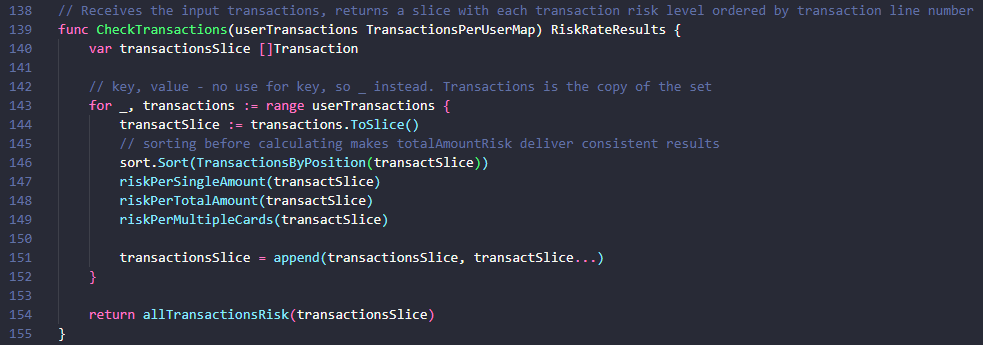 138 // Receives the input transactions, returns a slice with each transaction risk level ordered by transaction line number
139 func CheckTransactions(userTransactions TransactionsPerUserMap) RiskRateResults {
140     var transactionsSlice []Transaction
141
142     // key, value - no use for key, so _ instead. Transactions is the copy of the set
143     for _, transactions := range userTransactions {
144         transactSlice := transactions.ToSlice()
145         // sorting before calculating makes totalAmountRisk deliver consistent results
146         sort.Sort(TransactionsByPosition(transactSlice))
147         riskPerSingleAmount(transactSlice)
148         riskPerTotalAmount(transactSlice)
149         riskPerMultipleCards(transactSlice)
150
151         transactionsSlice = append(transactionsSlice, transactSlice...)
152     }
153
154     return allTransactionsRisk(transactionsSlice)
155 }